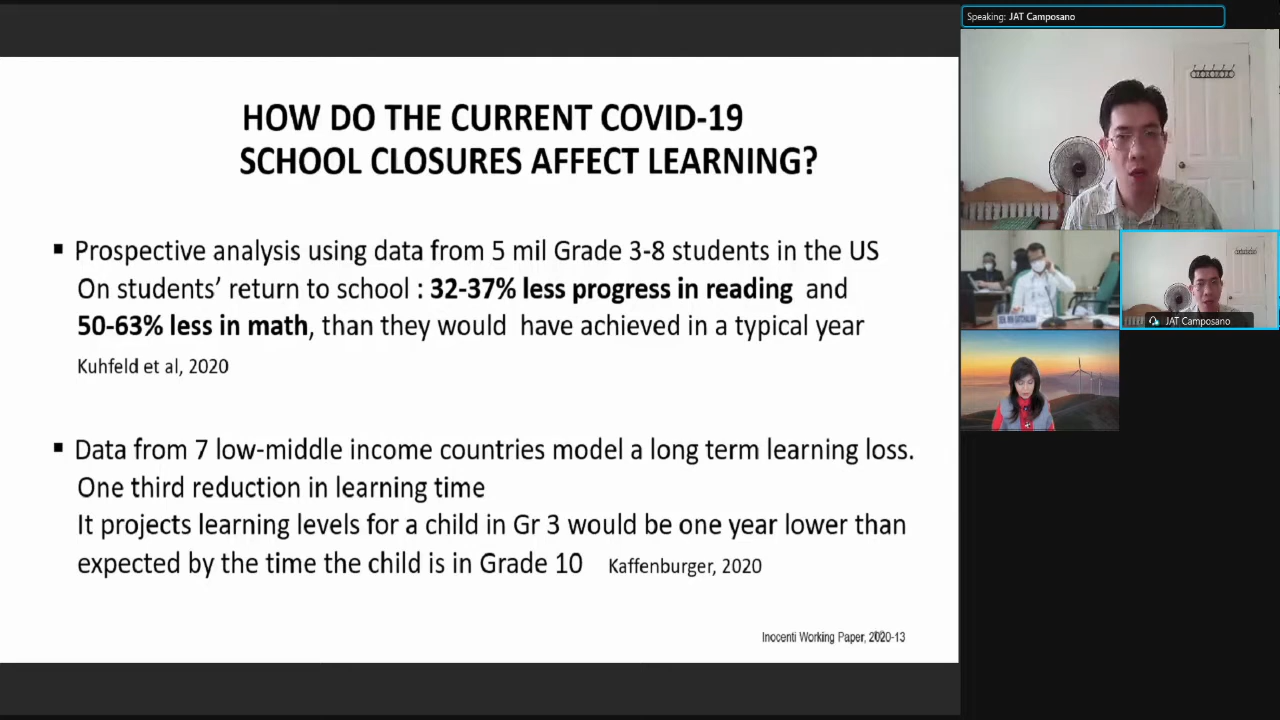 Speaking: JAT Camposano
HOW DO THE CURRENT COVID-19
SCHOOL CLOSURES AFFECT LEARNING?
▪ Prospective analysis using data from 5 mil Grade 3-8 students in the US
On students' return to school : 32-37% less progress in reading and
50-63% less in math, than they would have achieved in a typical year
Kuhfeld et al, 2020
▪ Data from 7 low-middle income countries model a long term learning loss.
One third reduction in learning time
It projects learning levels for a child in Gr 3 would be one year lower than
expected by the time the child is in Grade 10 Kaffenburger, 2020
Inocenti Working Paper, 2020-13
JAT Camposano